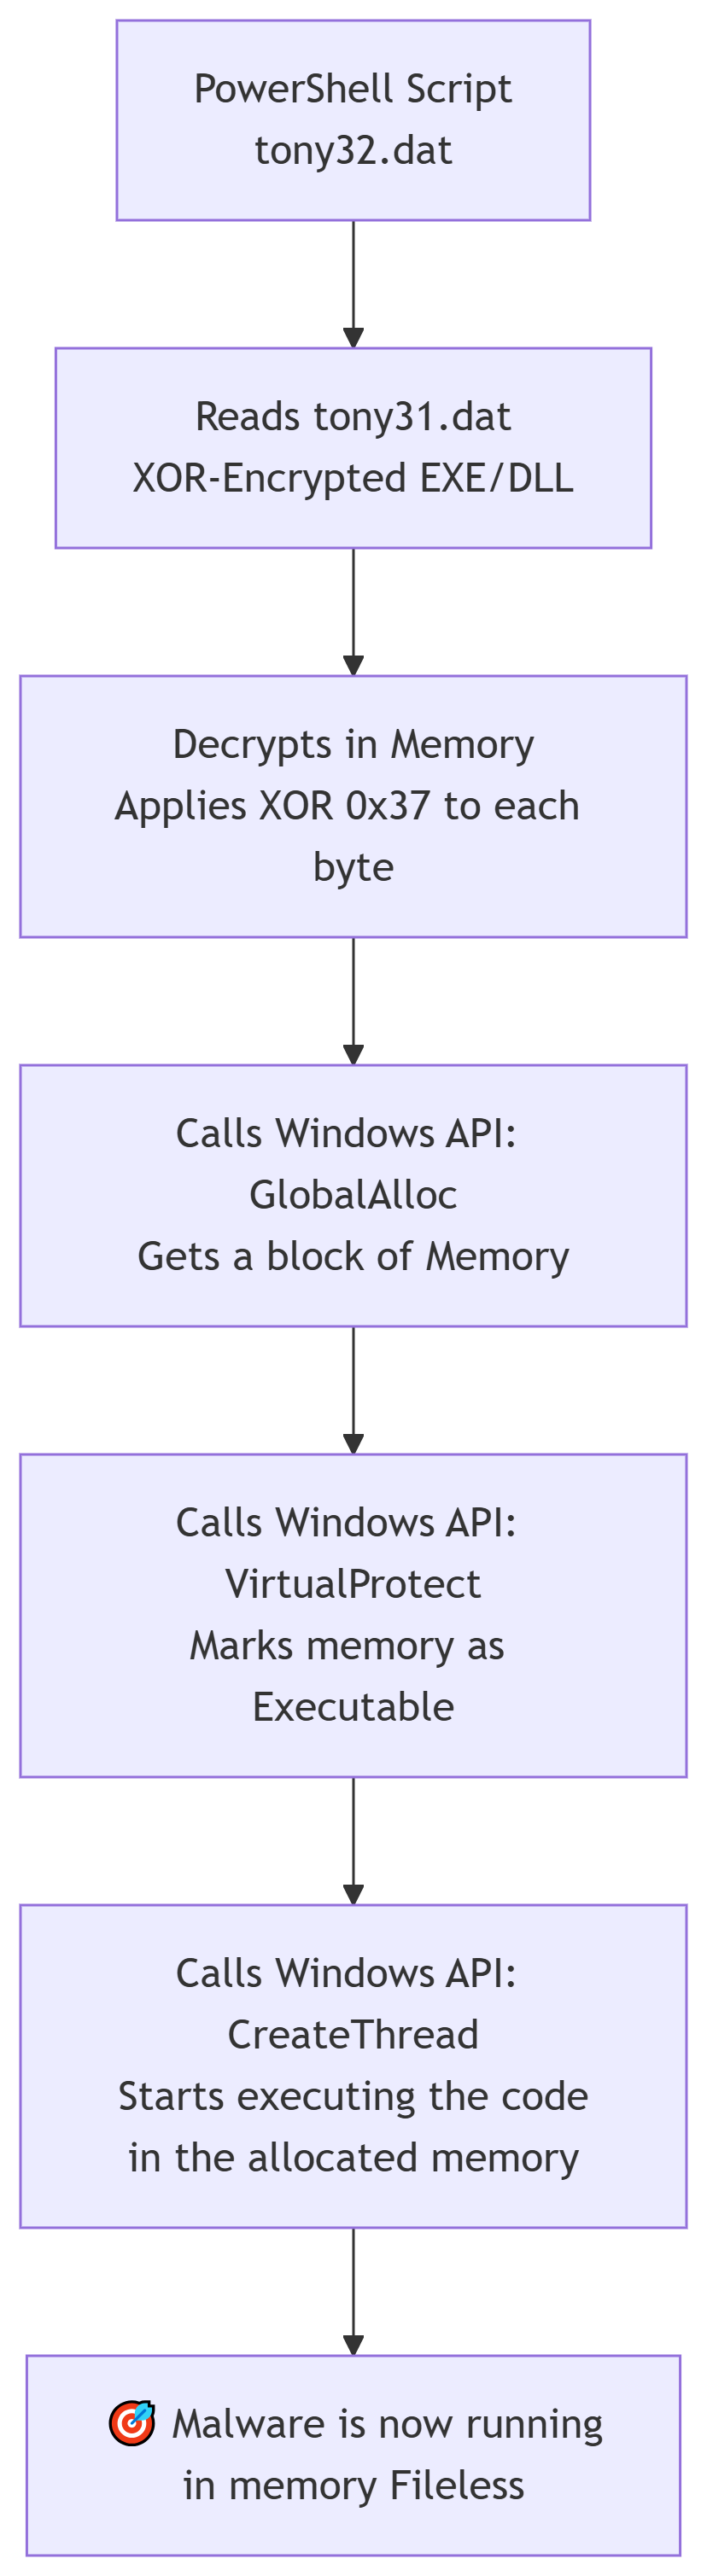 PowerShell Script
tony32.dat
Reads tony31.dat
XOR-Encrypted EXE/DLL
Decrypts in Memory
Applies XOR 0x37 to each
byte
Calls Windows API:
GlobalAlloc
Gets a block of Memory
Calls Windows API:
VirtualProtect
Marks memory as
Executable
Calls Windows API:
CreateThread
Starts executing the code
in the allocated memory
🎯 Malware is now running
in memory Fileless